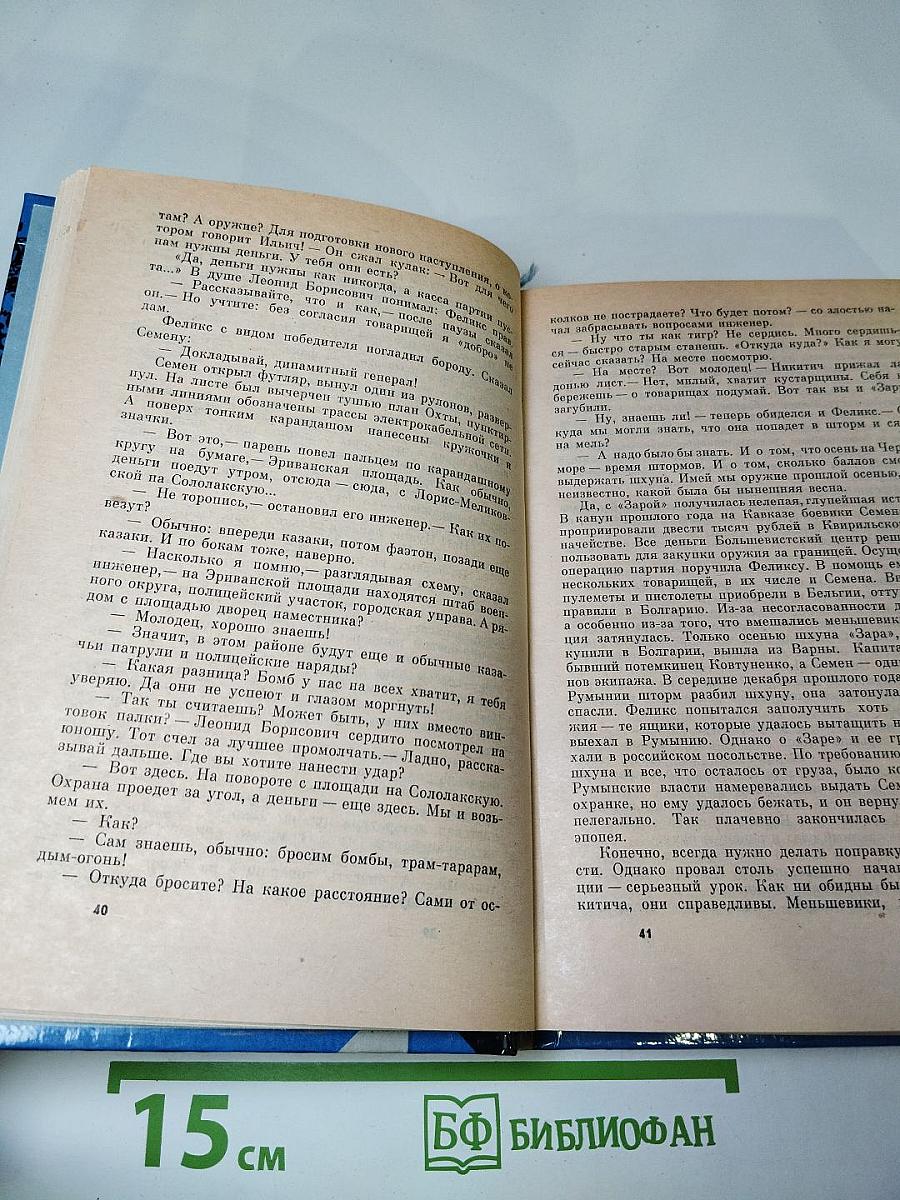 там? А оружие? Для подготовки нового наступления, о ко-
тором говорит Ильич! — Он сжал кулак: — Вот для чего
нам нужны деньги. У тебя они есть?
«Да, деньги нужны как никогда, а касса партии пус-
та...» В душе Леонид Борисович понимал: Феликс прав.
— Рассказывайте, что и как,— после паузы сказал
он.— Но учтите: без согласия товарищей я «добро» не
дам.
Феликс с видом победителя погладил бороду. Сказал
Семену:
— Докладывай, динамитный генерал!
Семен открыл футляр, вынул один из рулонов, развер-
нул. На листе был вычерчен тушью план Охты, пунктир-
ными линиями обозначены трассы электрокабельной сети.
А поверх тонким карандашом нанесены кружочки и
значки.
— Вот это,— парень повел пальцем по карандашному
кругу на бумаге,— Эриванская площадь. Как обычно,
деньги поедут утром, отсюда — сюда, с Лорис-Меликов-
ской на Сололакскую...
— Не торопись,— остановил его инженер.— Как их по-
везут?
— Обычно: впереди казаки, потом фаэтон, позади еще
казаки. И по бокам тоже, наверно.
— Насколько я помню,— разглядывая схему, сказал
инженер,— на Эриванской площади находятся штаб воен-
ного округа, полицейский участок, городская управа. А ря-
дом с площадью дворец наместника?
— Молодец, хорошо знаешь!
— Значит, в этом районе будут еще и обычные каза-
чьи патрули и полицейские наряды?
— Какая разница? Бомб у нас на всех хватит, я тебя
уверяю. Да они не успеют и глазом моргнуть!
— Так ты считаешь? Может быть, у них вместо вин-
товок палки? — Леонид Борисович сердито посмотрел на
юношу. Тот счел за лучшее промолчать.— Ладно, расска-
зывай дальше. Где вы хотите нанести удар?
— Вот здесь. На повороте с площади на Сололакскую.
Охрана проедет за угол, а деньги — еще здесь. Мы и возь-
мем их.
— Как?
— Сам знаешь, обычно: бросим бомбы, трам-тарарам,
дым-огонь!
— Откуда бросите? На какое расстояние? Сами от ос-
40
колков не пострадаете? Что будет потом? — со злостью на-
чал забрасывать вопросами инженер.
— Ну что ты как тигр? Не сердись. Много сердишь-
ся — быстро старым станешь. «Откуда куда?» Как я могу
сейчас сказать? На месте посмотрю.
— На месте? Вот молодец! — Никитич прижал ла-
донью лист.— Нет, милый, хватит кустарщины. Себя
бережешь — о товарищах подумай. Вот так вы и «Зар
загубили.
— Ну, знаешь ли! — теперь обиделся и Феликс.—
куда мы могли знать, что она попадет в шторм и ся
на мель?
— А надо было бы знать. И о том, что осень на Чер
море — время штормов. И о том, сколько баллов смо
выдержать шхуна. Имей мы оружие прошлой осенью,
неизвестно, какой была бы нынешняя весна.
Да, с «Зарой» получилась нелепая, глупейшая ист
В канун прошлого года на Кавказе боевики Семен
проприировали двести тысяч рублей в Квирильско
начействе. Все деньги Большевистский центр реш
пользовать для закупки оружия за границей. Осущ
операцию партия поручила Феликсу. В помощь е
нескольких товарищей, в их числе и Семена. Ви
пулеметы и пистолеты приобрели в Бельгии, отту
правили в Болгарию. Из-за несогласованности д
а особенно из-за того, что вмешались меньшевик
ция затянулась. Только осенью шхуна «Зара»,
купили в Болгарии, вышла из Варны. Капита
бывший потемкинец Ковтуненко, а Семен — одн
нов экипажа. В середине декабря прошлого года
Румынии шторм разбил шхуну, она затонула
спасли. Феликс попытался заполучить хоть
жия — те ящики, которые удалось вытащить н
выехал в Румынию. Однако о «Заре» и ее гр
хали в российском посольстве. По требованию
шхуна и все, что осталось от груза, было ко
Румынские власти намеревались выдать Сем
охранке, но ему удалось бежать, и он верну
нелегально. Так плачевно закончилась
эпопея.
Конечно, всегда нужно делать поправку
сти. Однако провал столь успешно нача
ции — серьезный урок. Как ни обидны бы
китича, они справедливы. Меньшевики,
41
15 см
БФ БИБЛИОФАН